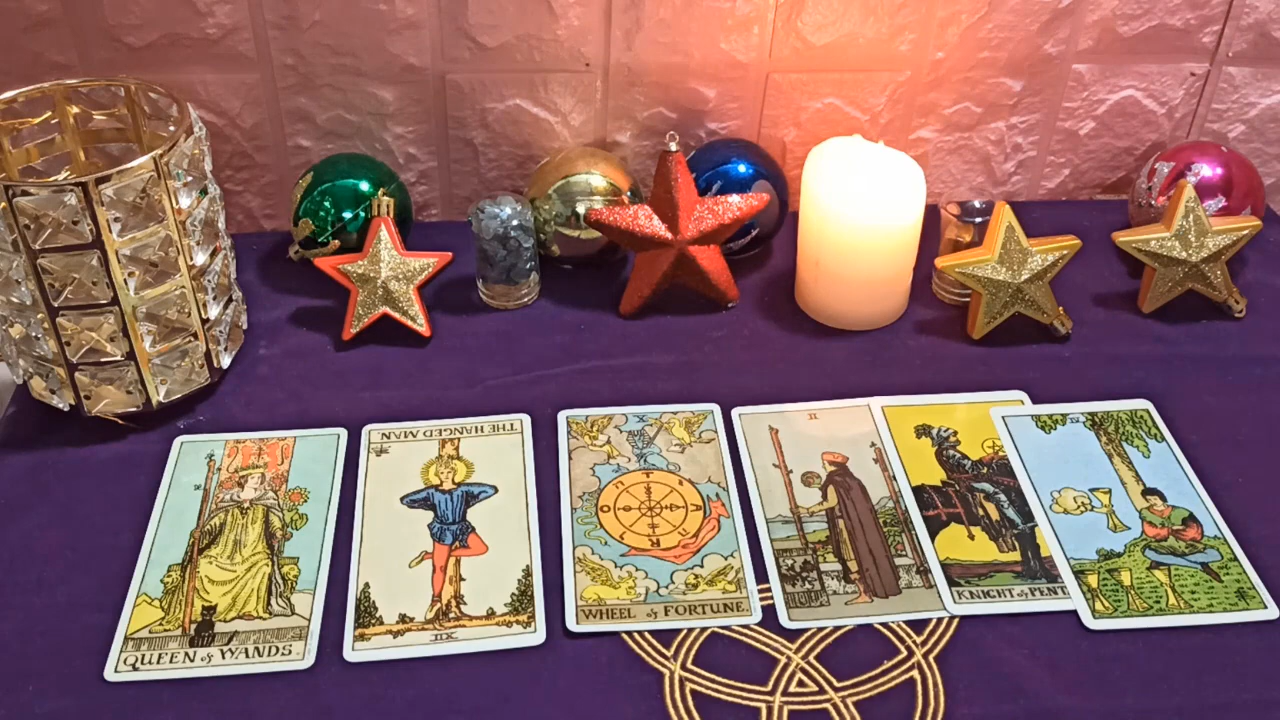 QUEEN of WANDS.
THE HANGED MAN.
XII
X
WHEEL of FORTUNE.
II
KNIGHT of PENT
IV